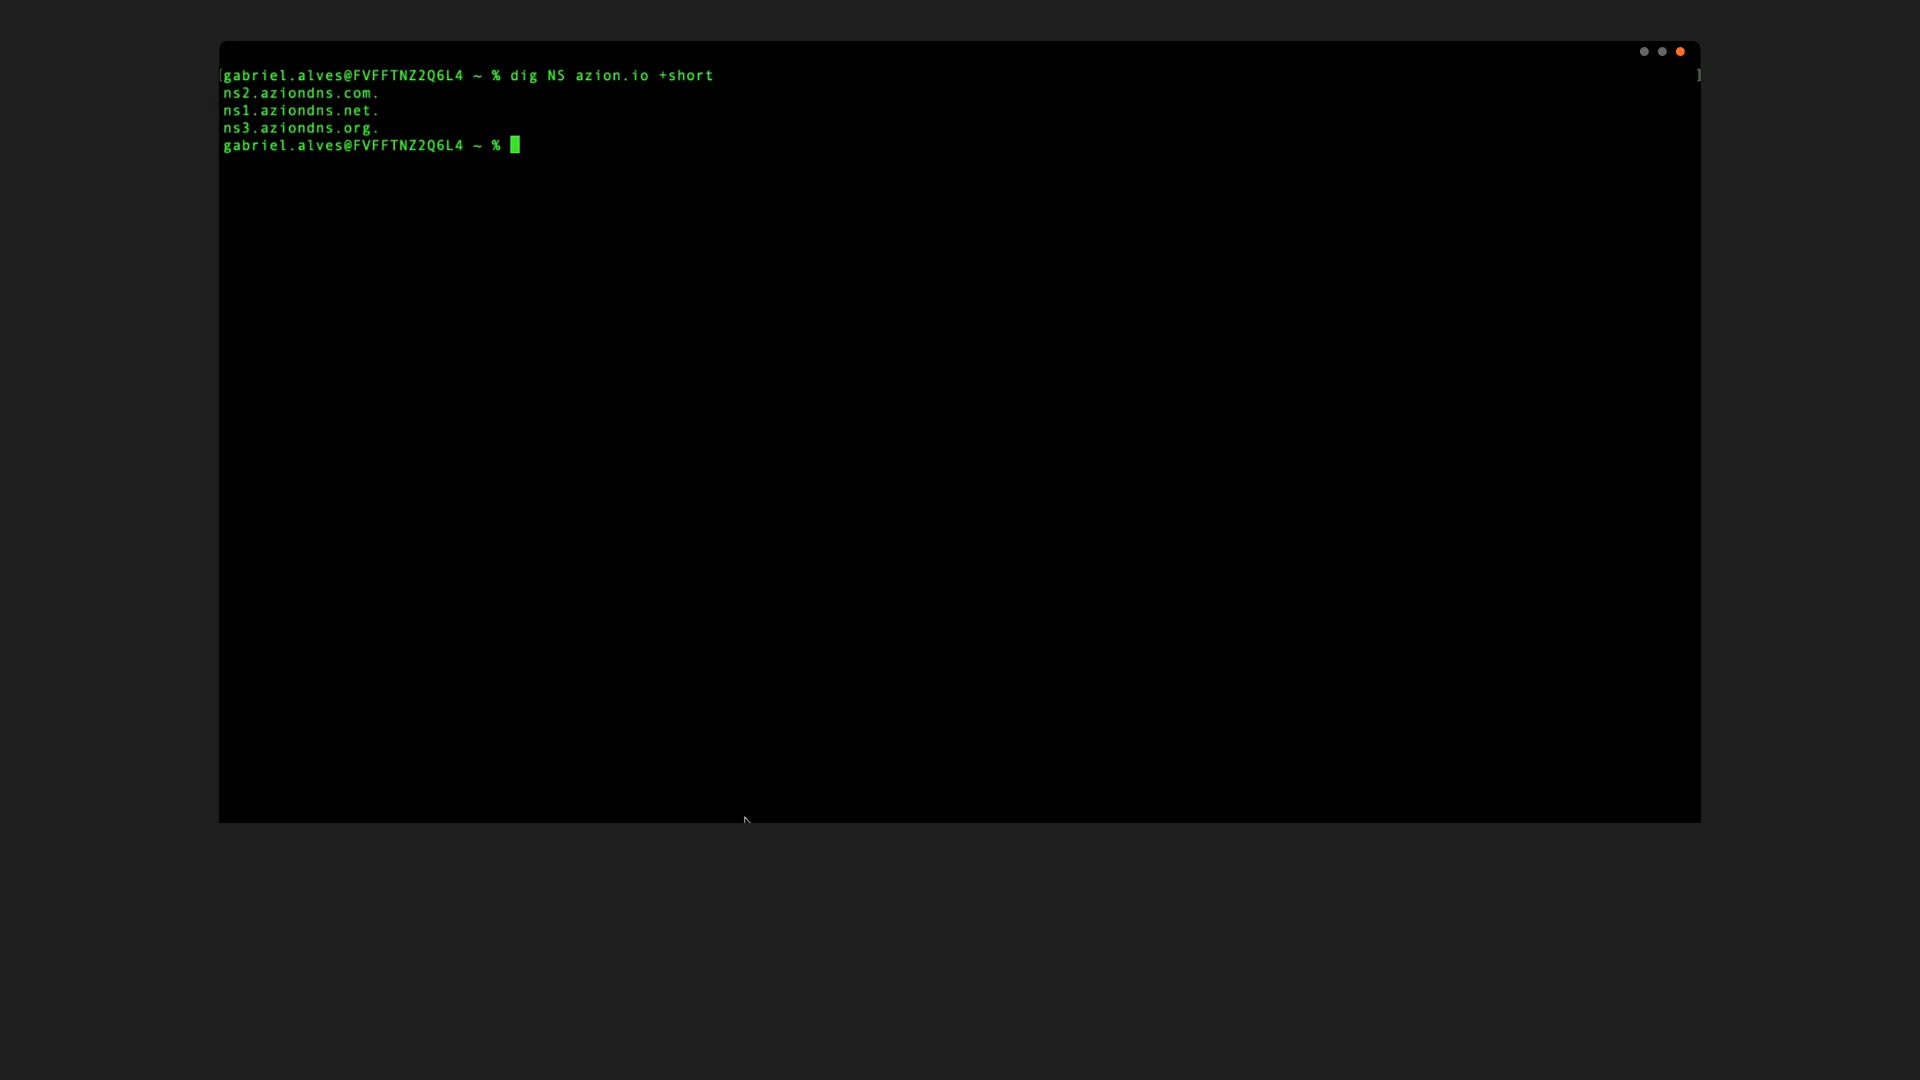 [gabriel.alves@FVFFTNZ2Q6L4 ~ % dig NS azion.io +short ]
ns2.aziondns.com.
ns1.aziondns.net.
ns3.aziondns.org.
gabriel.alves@FVFFTNZ2Q6L4 ~ %